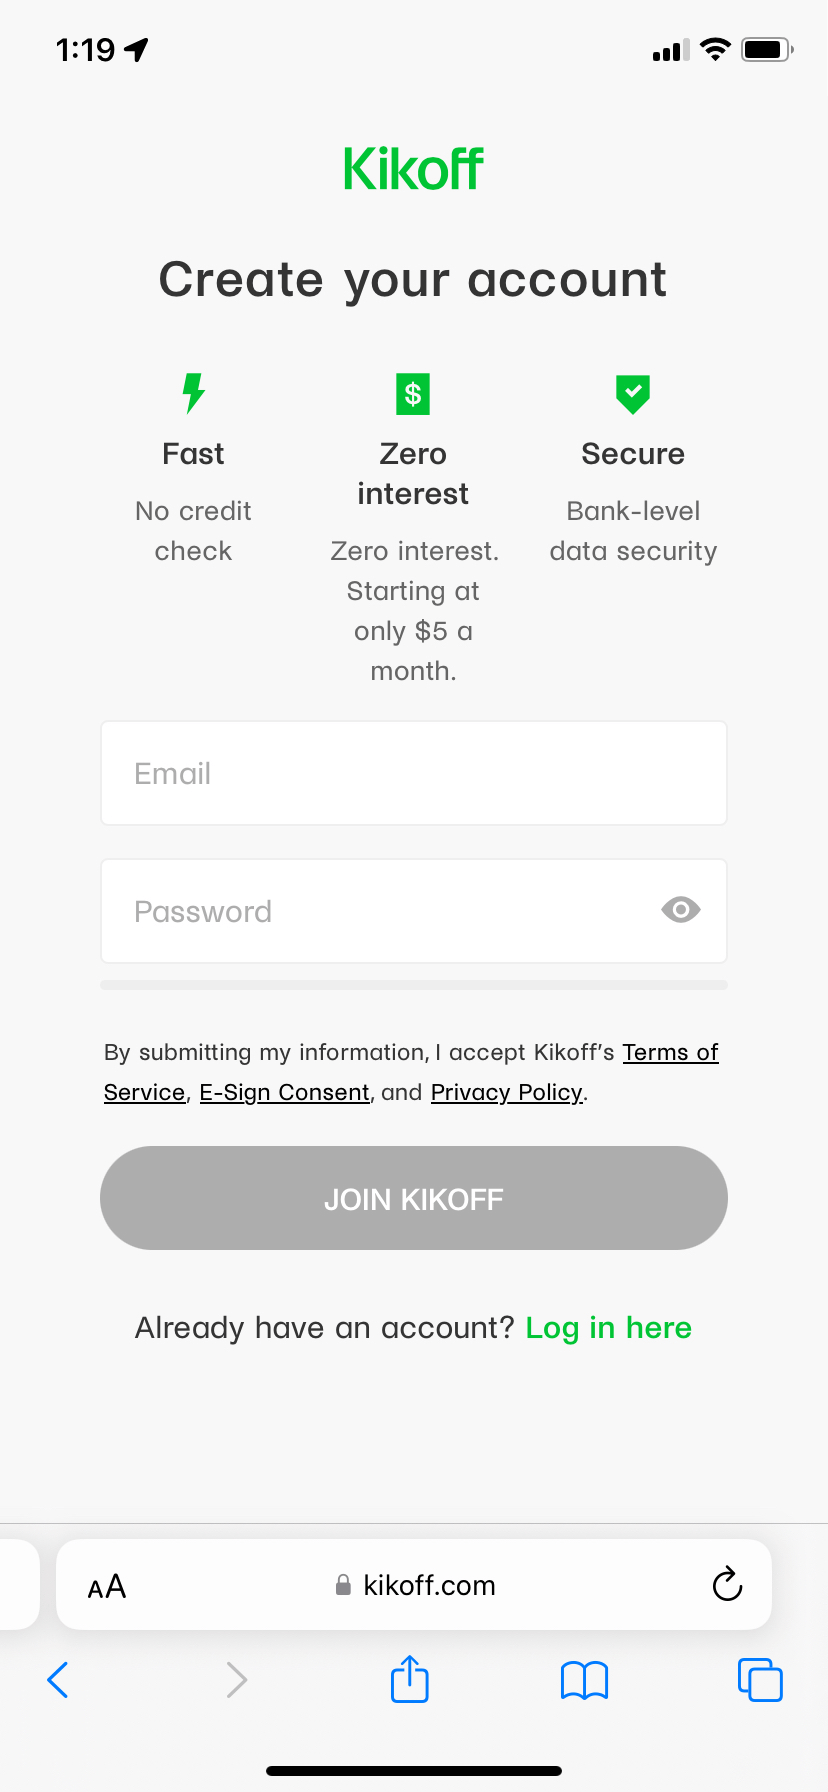 1:19
Kikoff
Create your account
$
Fast
No credit
check
Zero
interest
Zero interest.
Starting at
only $5 a
month.
Secure
Bank-level
data security
Email
Password
By submitting my information, I accept Kikoff's Terms of
Service, E-Sign Consent, and Privacy Policy.
JOIN KIKOFF
Already have an account? Log in here
AA kikoff.com